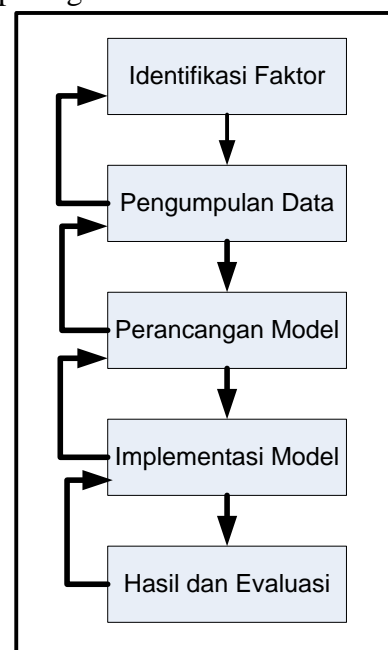 Identifikasi Faktor
Pengumpulan Data
Perancangan Model
Implementasi Model
Hasil dan Evaluasi